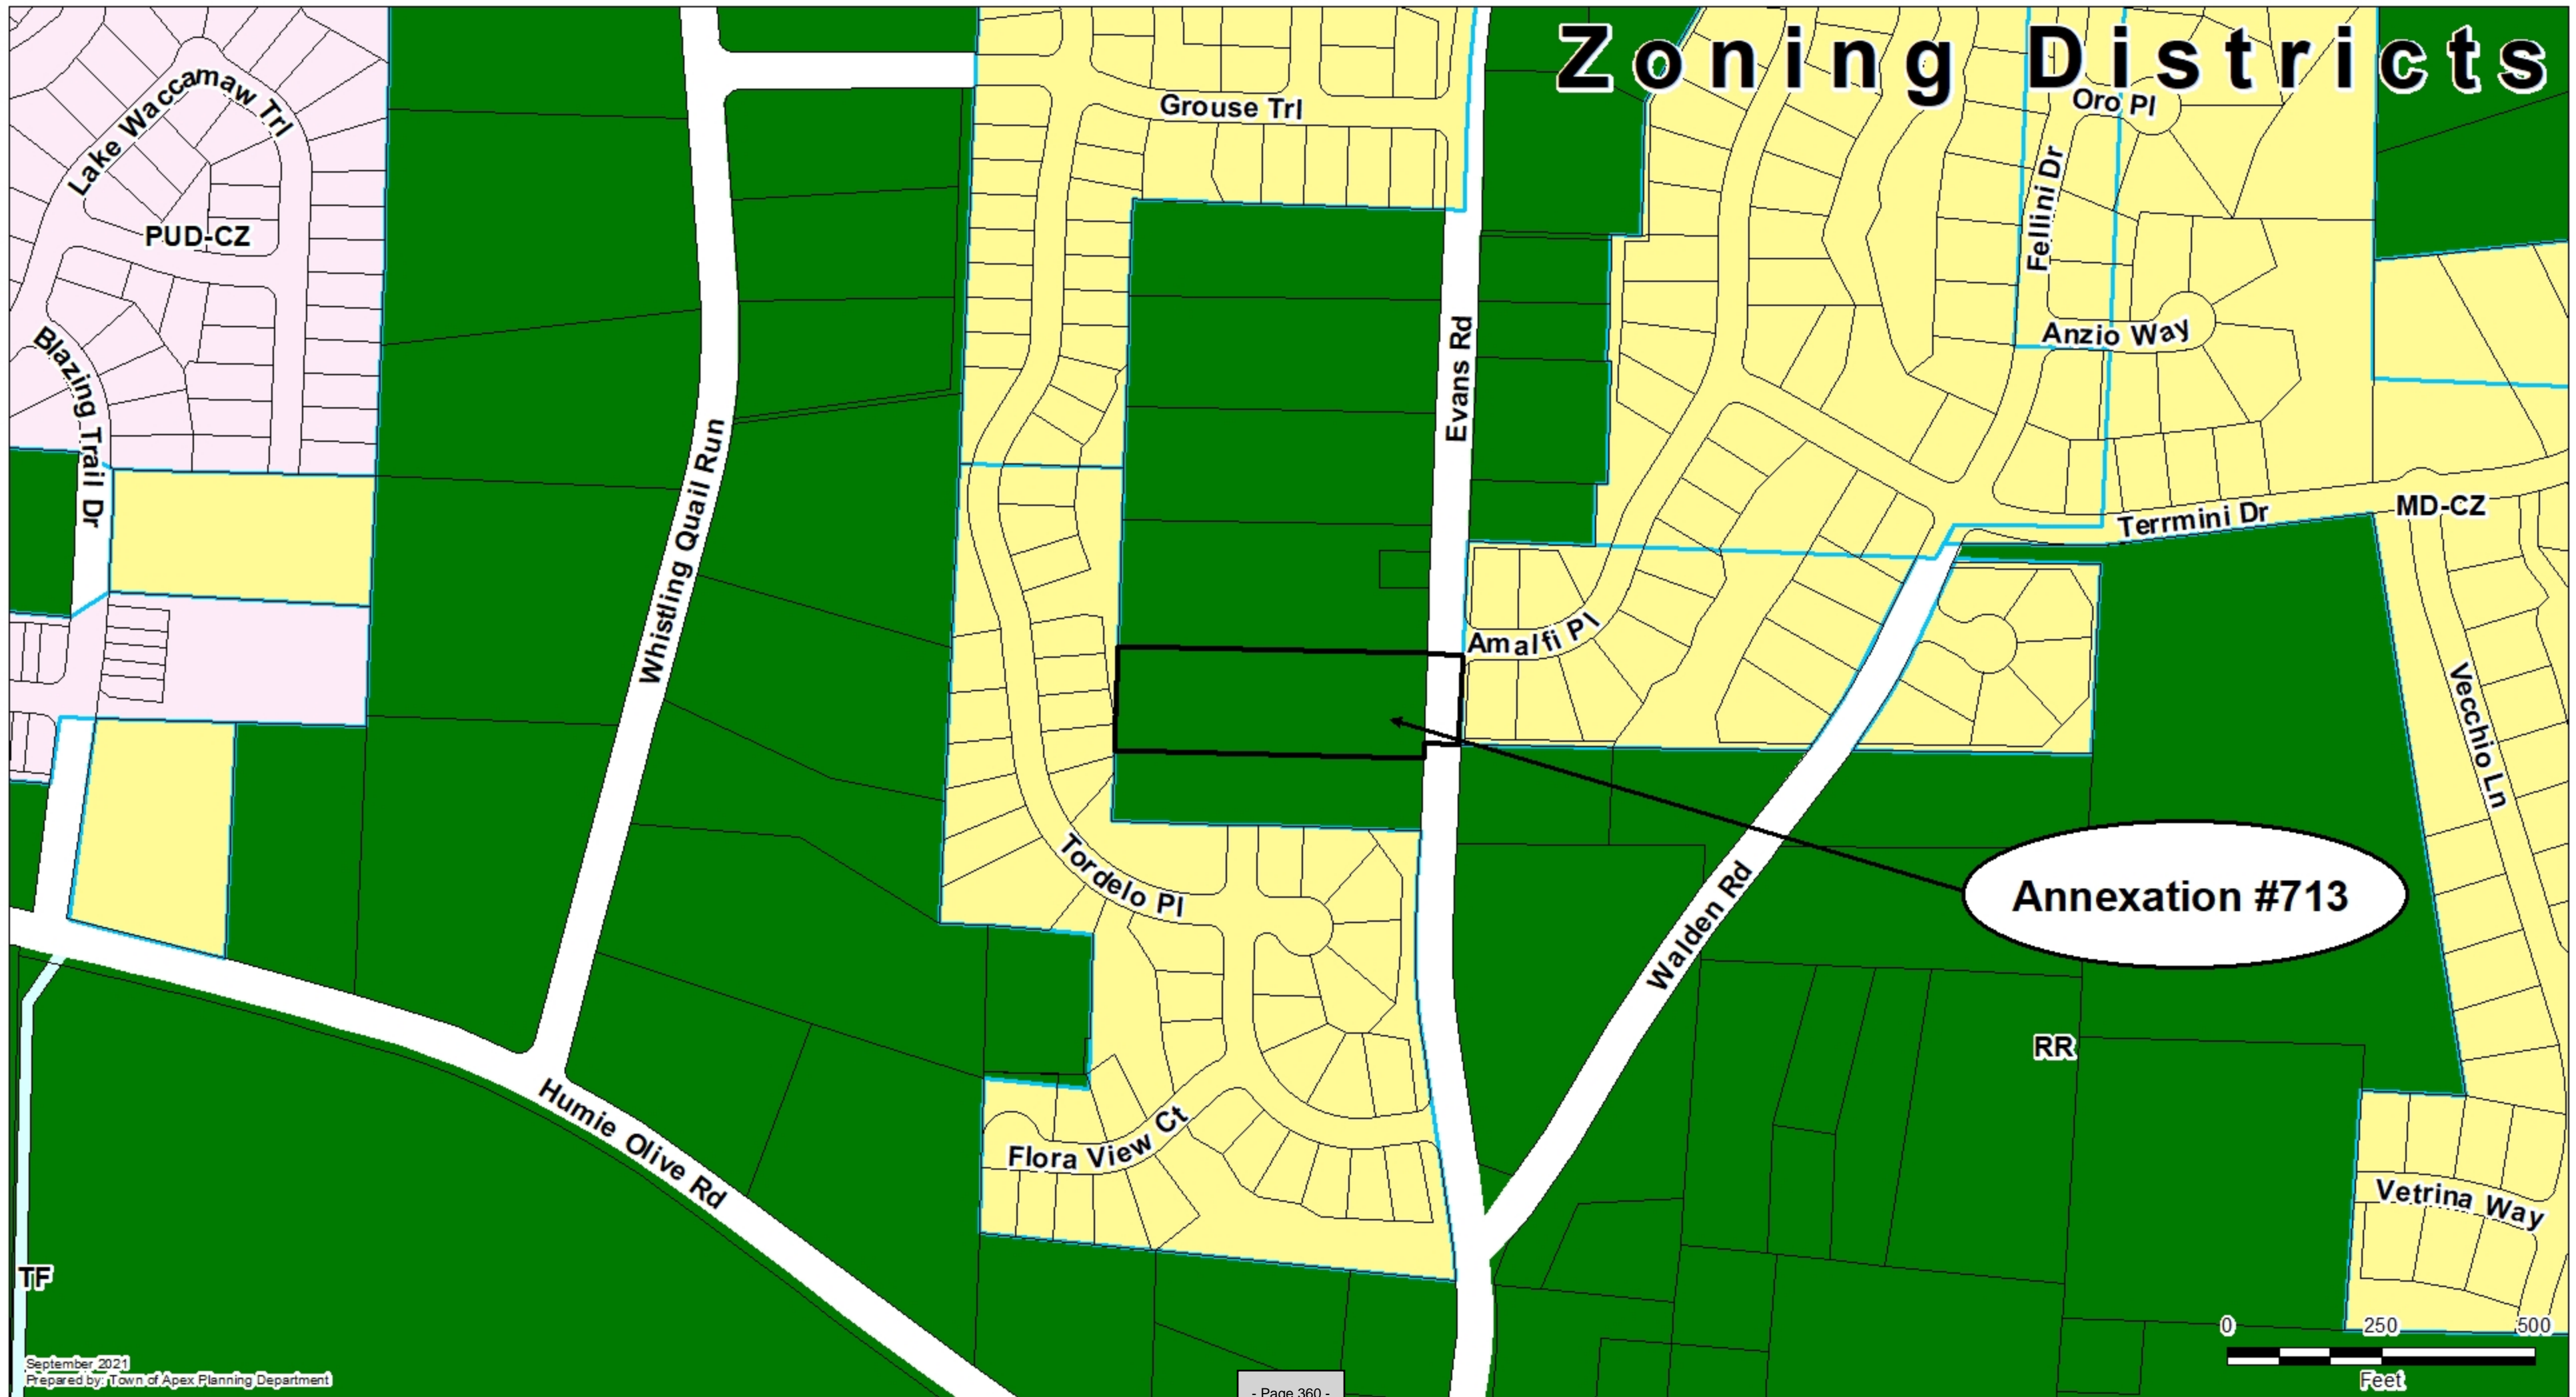 Zoning Districts
Oro Pl
Grouse Trl
Lake Waccamaw Trl
Fellini Dr
PUD-CZ
Anzio Way
Blazing Trail Dr
Evans Rd
Whistling Quail Run
MD-CZ
Terrmini Dr
Amalfi Pl
Vecchio Ln
Tordelo Pl
Annexation #713
Walden Rd
RR
Humie Olive Rd
Flora View Ct
Vetrina Way
TF
0 250 500
Feet
September 2021
Prepared by: Town of Apex Planning Department
- Page 360 -